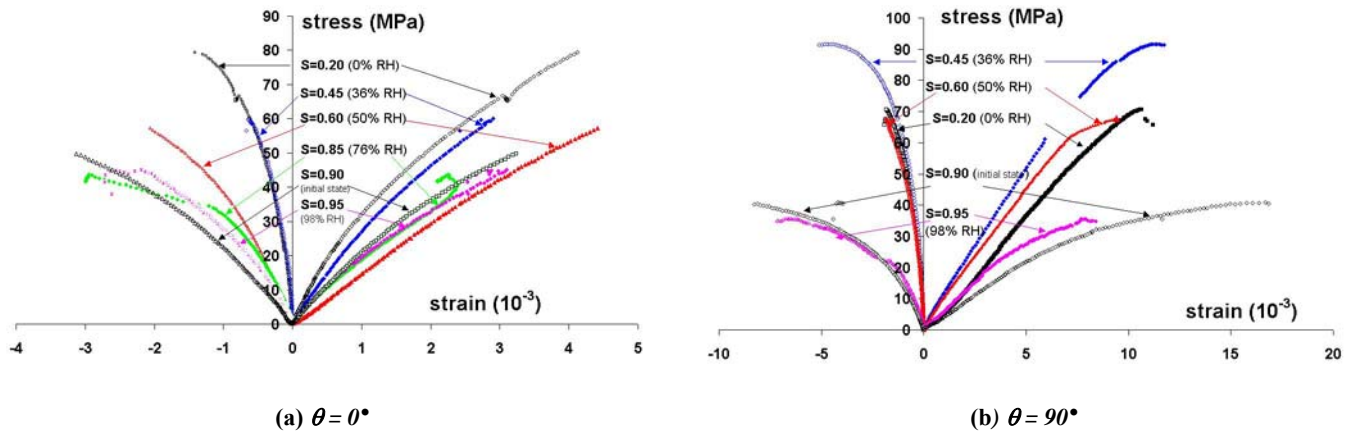 stress (MPa)
90
80
70
60
50
40
30
20
10
0
S=0.20 (0% RH)
S=0.45 (36% RH)
S=0.60 (50% RH)
S=0.85 (76% RH)
S=0.90
(initial state)
S=0.95
(98% RH)
strain (10-3)
-4 -3 -2 -1 0 1 2 3 4 5
(a) θ = 0•
stress (MPa)
100
90
80
70
60
50
40
30
20
10
0
S=0.45 (36% RH)
S=0.60 (50% RH)
S=0.20 (0% RH)
S=0.90 (initial state)
S=0.95
(98% RH)
strain (10-3)
-10 -5 0 5 10 15 20
(b) θ = 90•